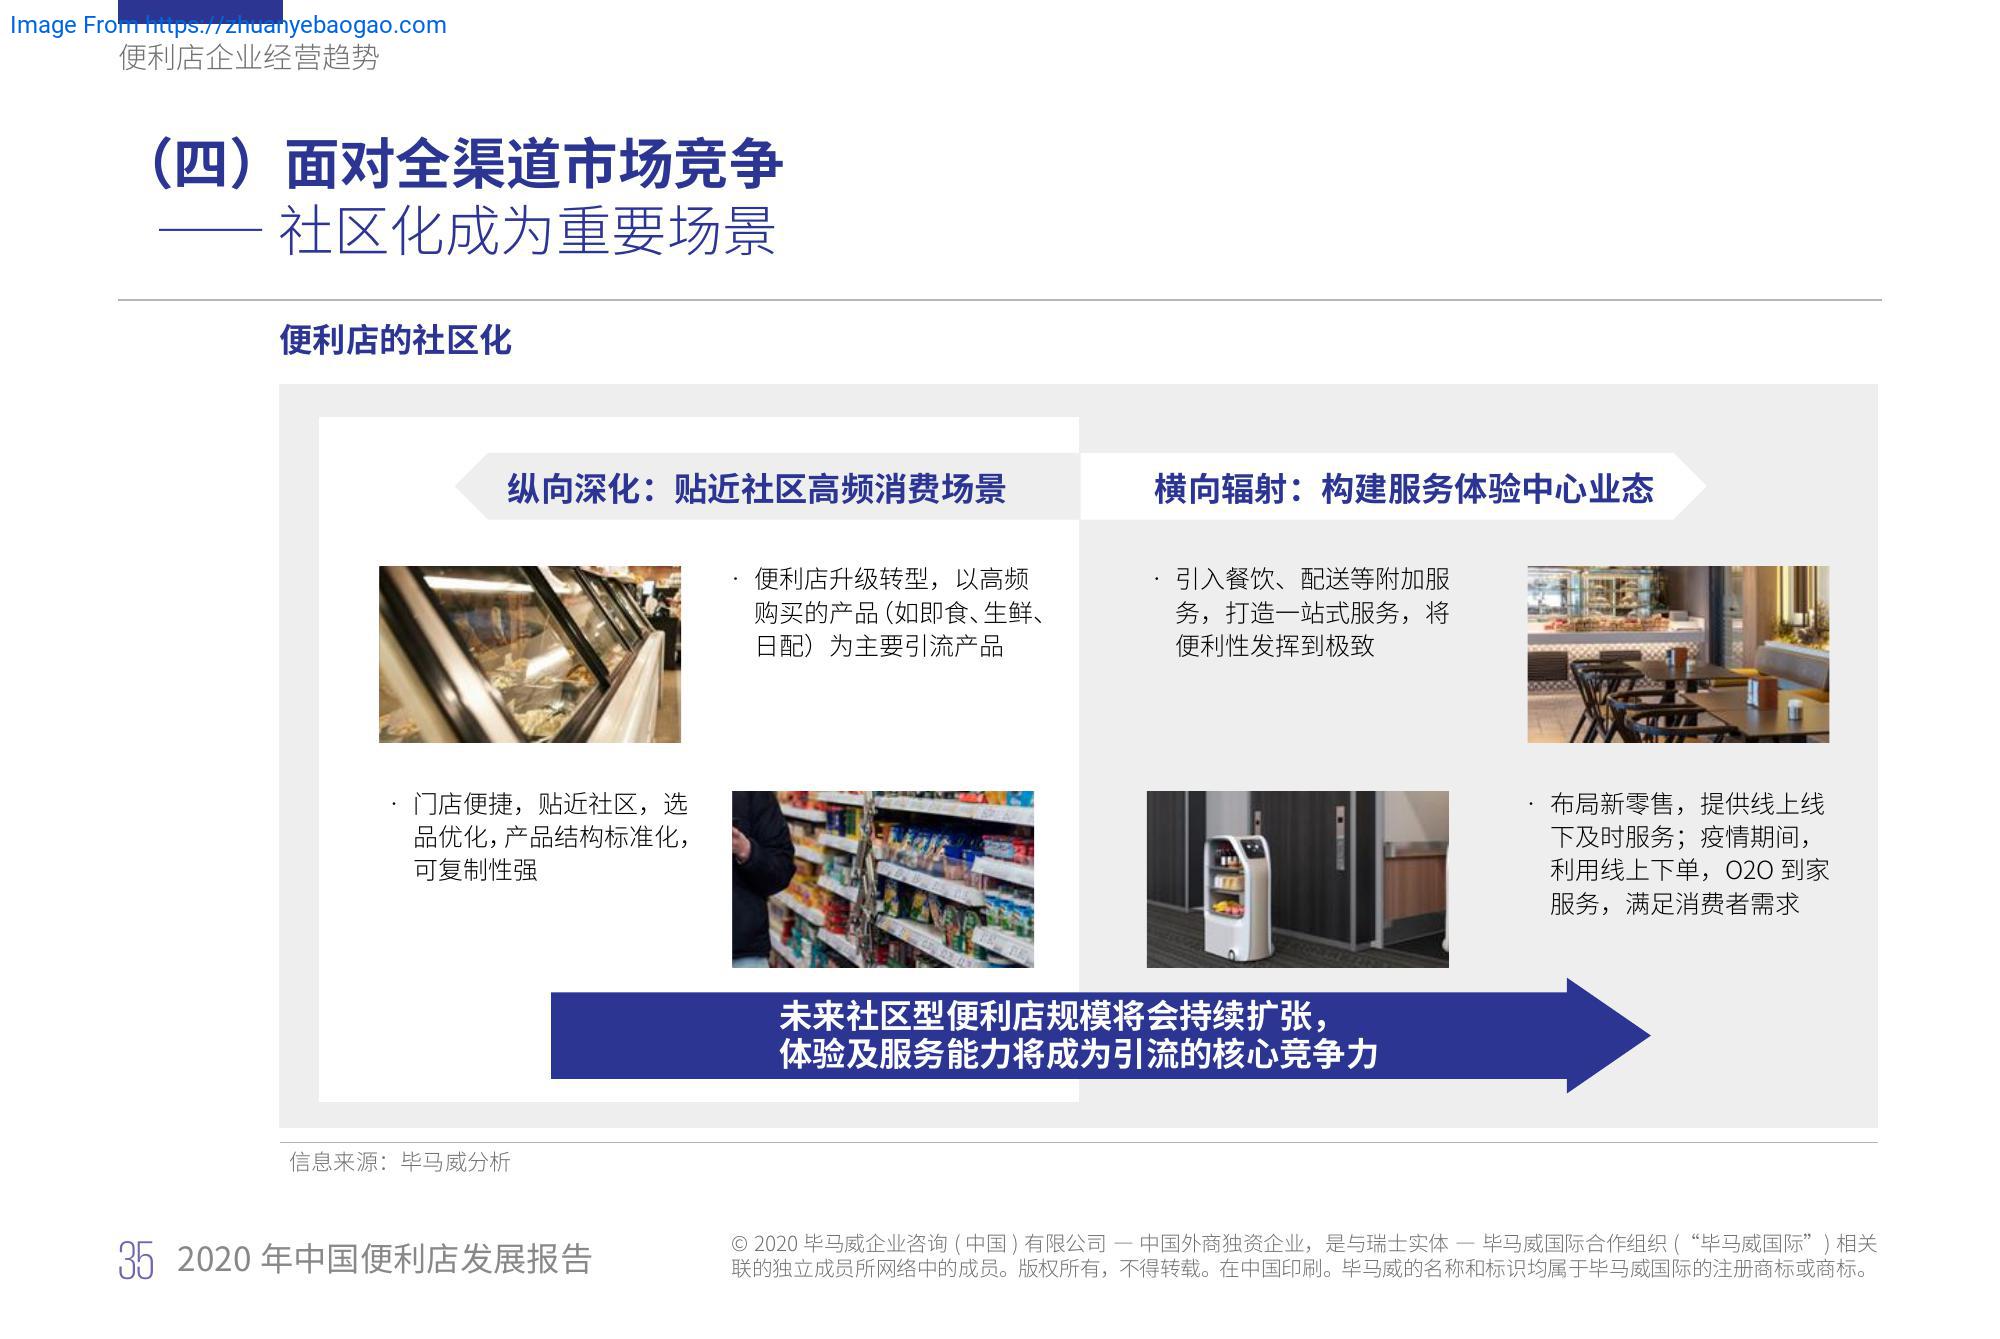 Image From https://zhuanyebaogao.com
便利店企业经营趋势
（四）面对全渠道市场竞争
—— 社区化成为重要场景
便利店的社区化
纵向深化：贴近社区高频消费场景
· 便利店升级转型，以高频
购买的产品（如即食、生鲜、
日配）为主要引流产品
· 门店便捷，贴近社区，选
品优化，产品结构标准化，
可复制性强
横向辐射：构建服务体验中心业态
· 引入餐饮、配送等附加服
务，打造一站式服务，将
便利性发挥到极致
· 布局新零售，提供线上线
下及时服务；疫情期间，
利用线上下单，O2O 到家
服务，满足消费者需求
未来社区型便利店规模将会持续扩张，
体验及服务能力将成为引流的核心竞争力
信息来源：毕马威分析
35 2020 年中国便利店发展报告
© 2020 毕马威企业咨询 ( 中国 ) 有限公司 — 中国外商独资企业，是与瑞士实体 — 毕马威国际合作组织 ( “毕马威国际” ) 相关
联的独立成员所网络中的成员。版权所有，不得转载。在中国印刷。毕马威的名称和标识均属于毕马威国际的注册商标或商标。